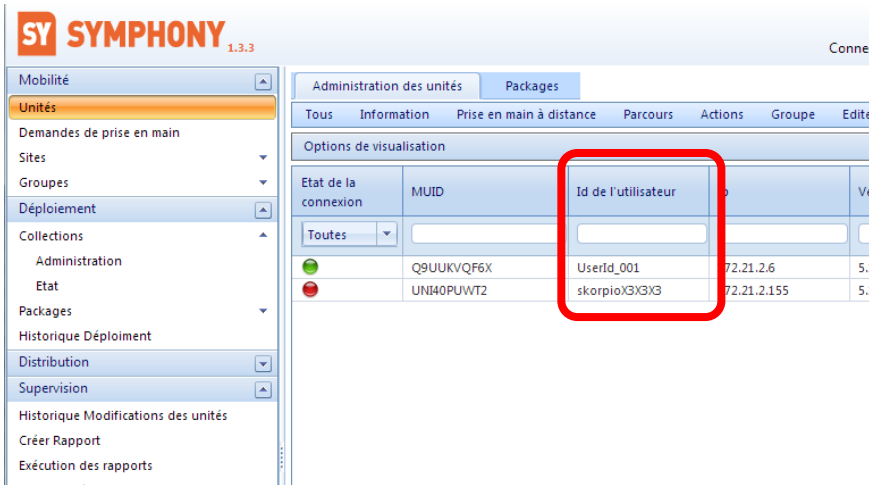 SY SYMPHONY 1.3.3
Conne
Mobilité
Unités
Demandes de prise en main
Sites
Groupes
Déploiement
Collections
Administration
Etat
Packages
Historique Déploiment
Distribution
Supervision
Historique Modifications des unités
Créer Rapport
Exécution des rapports
Administration des unités Packages
Tous Information Prise en main à distance Parcours Actions Groupe Edite
Options de visualisation
Etat de la connexion MUID Id de l'utilisateur Ve
Toutes
Q9UUKVQF6X UserId_001 72.21.2.6 5.
UNI40PUWT2 skorpioX3X3X3 72.21.2.155 5.